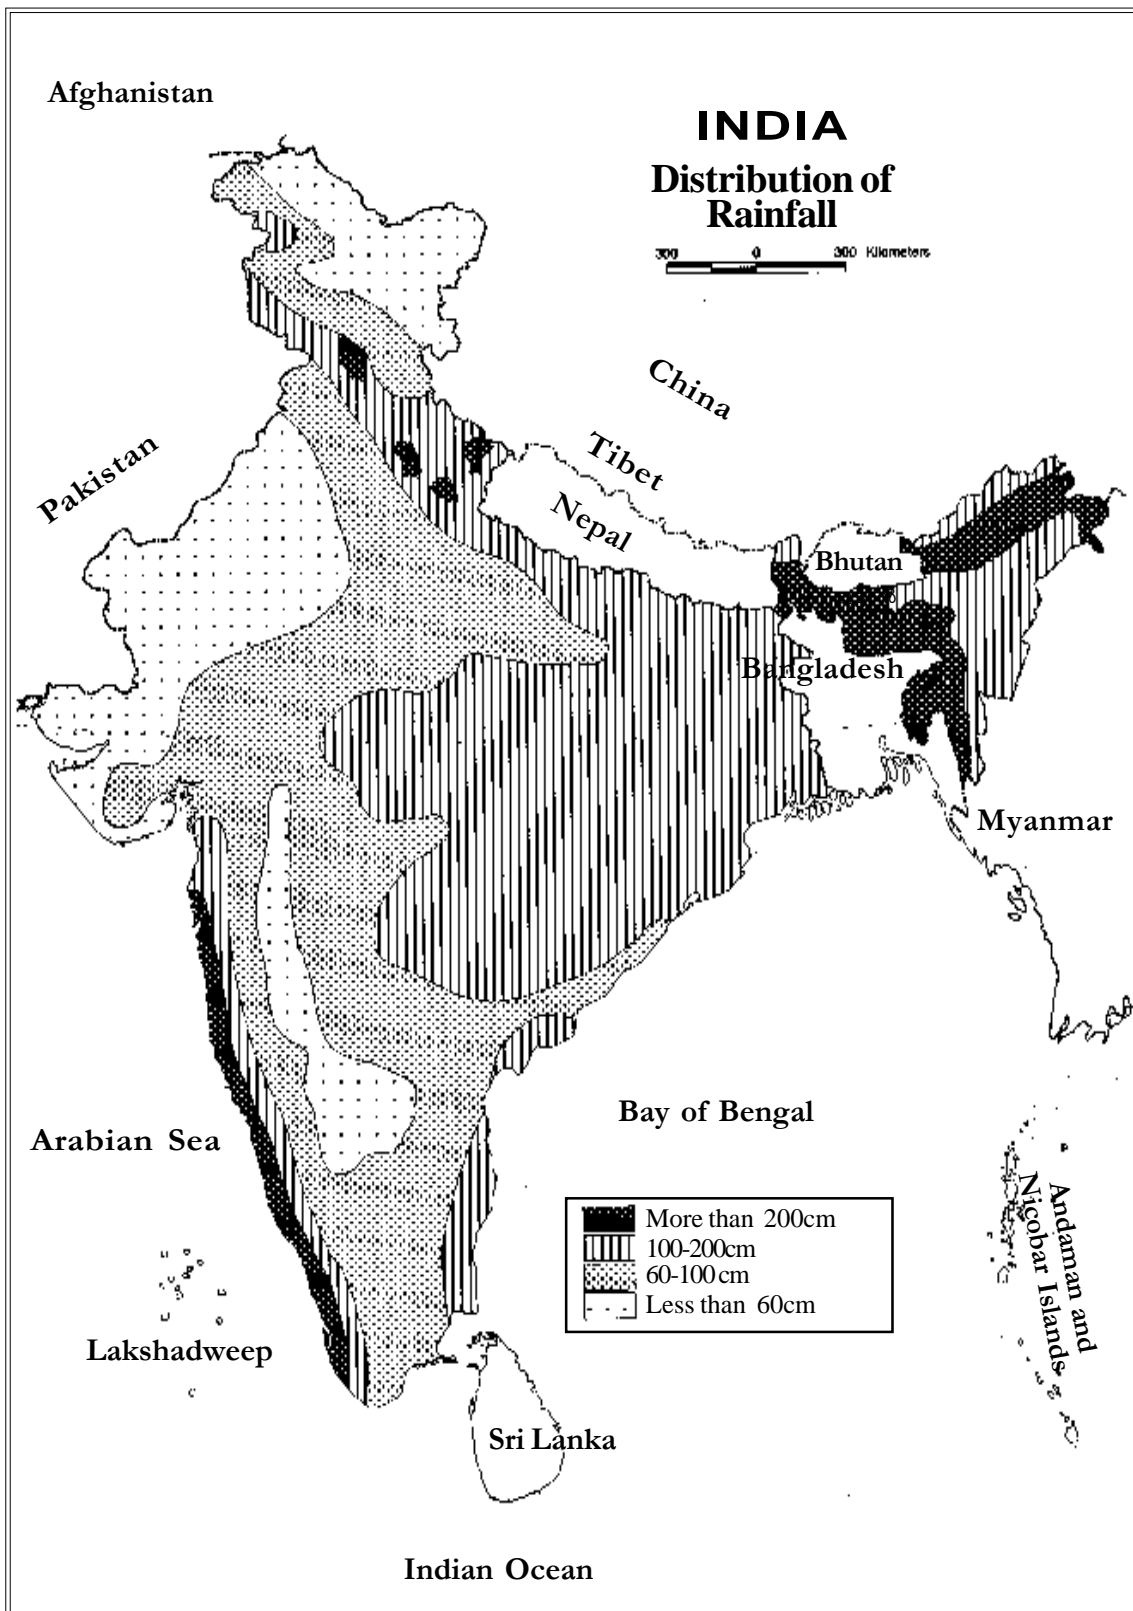 Afghanistan
INDIA
Distribution of
Rainfall
300 0 300 Kilometers
China
Pakistan
Tibet
Nepal
Bhutan
Bangladesh
Myanmar
Bay of Bengal
Arabian Sea
More than 200cm
100-200cm
60-100cm
Less than 60cm
Andaman and
Nicobar Islands
Lakshadweep
Sri Lanka
Indian Ocean